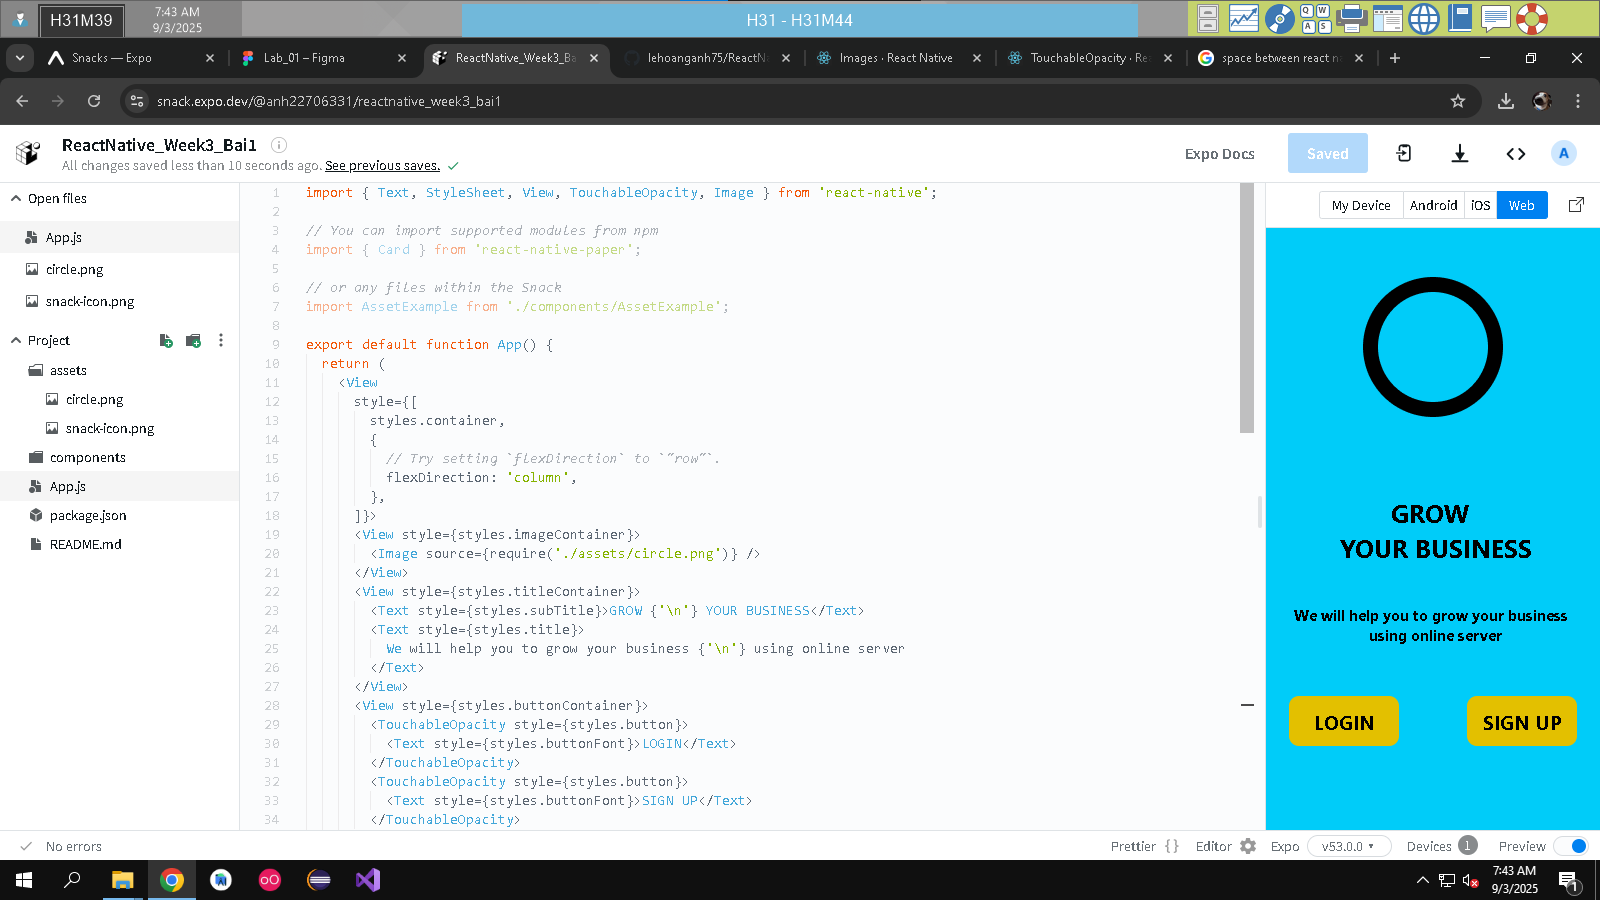 H31M39
7:43 AM
9/3/2025
H31 - H31M44
Q W
A S
Snacks — Expo
Lab_01 – Figma
ReactNative_Week3_Ba
lehoanganh75/ReactN
Images · React Native
TouchableOpacity · Re
space between react n
snack.expo.dev/@anh22706331/reactnative_week3_bai1
ReactNative_Week3_Bai1
All changes saved less than 10 seconds ago. See previous saves.
Expo Docs
Saved
A
Open files
App.js
circle.png
snack-icon.png
Project
assets
circle.png
snack-icon.png
components
App.js
package.json
README.md
1 import { Text, StyleSheet, View, TouchableOpacity, Image } from 'react-native';
2
3 // You can import supported modules from npm
4 import { Card } from 'react-native-paper';
5
6 // or any files within the Snack
7 import AssetExample from './components/AssetExample';
8
9 export default function App() {
10 return (
11 <View
12 style={[
13 styles.container,
14 {
15 // Try setting `flexDirection` to `"row"`.
16 flexDirection: 'column',
17 },
18 ]}>
19 <View style={styles.imageContainer}>
20 <Image source={require('./assets/circle.png')} />
21 </View>
22 <View style={styles.titleContainer}>
23 <Text style={styles.subTitle}>GROW {'\n'} YOUR BUSINESS</Text>
24 <Text style={styles.title}>
25 We will help you to grow your business {'\n'} using online server
26 </Text>
27 </View>
28 <View style={styles.buttonContainer}>
29 <TouchableOpacity style={styles.button}>
30 <Text style={styles.buttonFont}>LOGIN</Text>
31 </TouchableOpacity>
32 <TouchableOpacity style={styles.button}>
33 <Text style={styles.buttonFont}>SIGN UP</Text>
34 </TouchableOpacity>
My Device
Android
iOS
Web
GROW
YOUR BUSINESS
We will help you to grow your business
using online server
LOGIN
SIGN UP
No errors
Prettier { }
Editor
Expo
v53.0.0
Devices 1
Preview
7:43 AM
9/3/2025
1